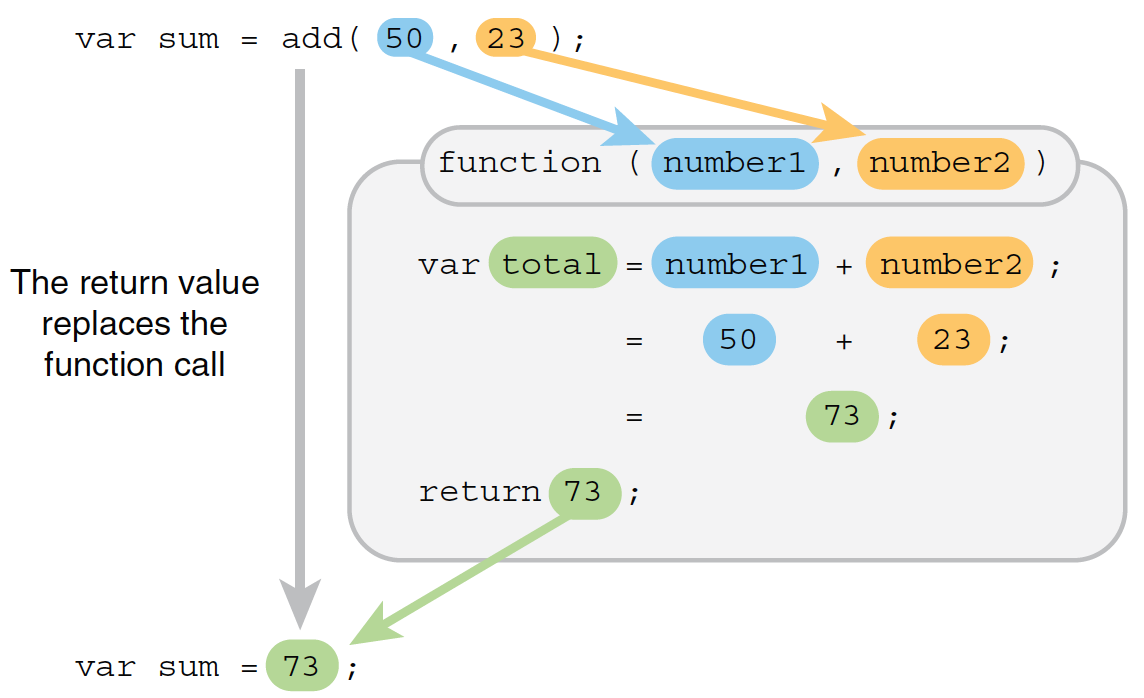 var sum = add( 50 , 23 );
function ( number1 , number2 )
var total = number1 + number2 ;
= 50 + 23 ;
= 73 ;
return 73 ;
The return value
replaces the
function call
var sum = 73 ;